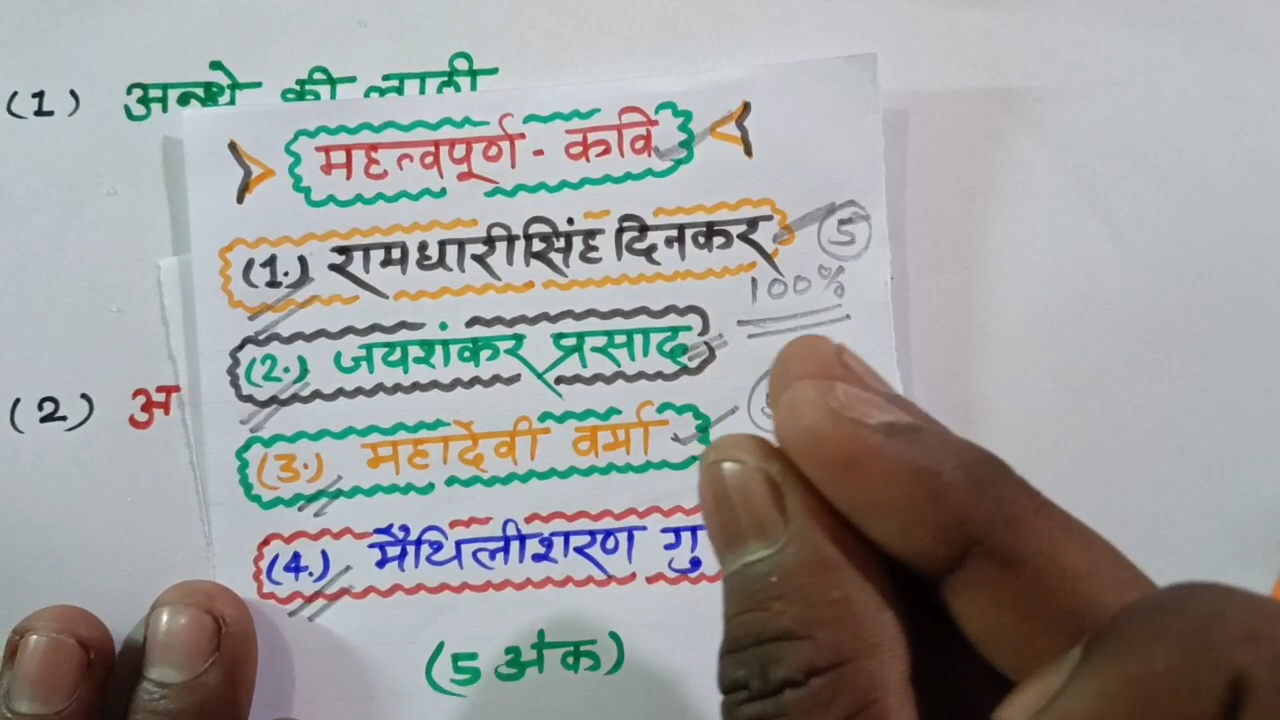 (1) अन्धे की लाठी
महत्वपूर्ण - कवि
(1.) रामधारी सिंह दिनकर 5
100%
(2.) जयशंकर प्रसाद
(2) अ
(3.) महादेवी वर्मा
(4.) मैथिलीशरण गु
(5 अंक)